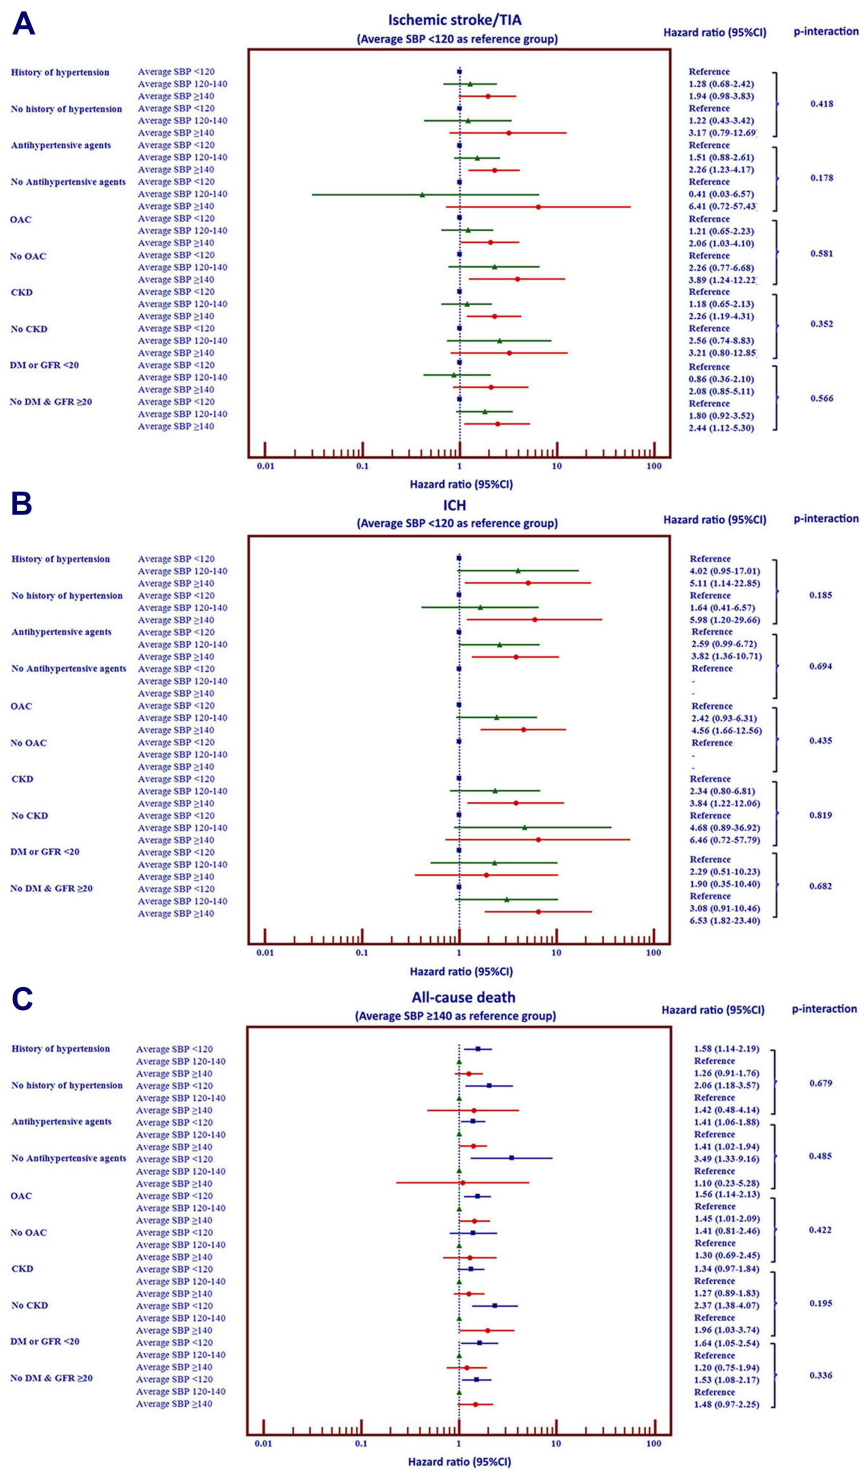 A
Ischemic stroke/TIA
(Average SBP <120 as reference group)
Hazard ratio (95%CI) p-interaction
History of hypertension Average SBP <120 Reference
Average SBP 120-140 1.28 (0.68-2.42)
Average SBP ≥140 1.94 (0.98-3.83)
0.418
No history of hypertension Average SBP <120 Reference
Average SBP 120-140 1.22 (0.43-3.42)
Average SBP ≥140 3.17 (0.79-12.69)
Antihypertensive agents Average SBP <120 Reference
Average SBP 120-140 1.51 (0.88-2.61)
Average SBP ≥140 2.26 (1.23-4.17)
0.178
No Antihypertensive agents Average SBP <120 Reference
Average SBP 120-140 0.41 (0.03-6.57)
Average SBP ≥140 6.41 (0.72-57.43)
OAC Average SBP <120 Reference
Average SBP 120-140 1.21 (0.65-2.23)
Average SBP ≥140 2.06 (1.03-4.10)
0.581
No OAC Average SBP <120 Reference
Average SBP 120-140 2.26 (0.77-6.68)
Average SBP ≥140 3.89 (1.24-12.22)
CKD Average SBP <120 Reference
Average SBP 120-140 1.18 (0.65-2.13)
Average SBP ≥140 2.26 (1.19-4.31)
0.352
No CKD Average SBP <120 Reference
Average SBP 120-140 2.56 (0.74-8.83)
Average SBP ≥140 3.21 (0.80-12.85)
DM or GFR <20 Average SBP <120 Reference
Average SBP 120-140 0.86 (0.36-2.10)
Average SBP ≥140 2.08 (0.85-5.11)
0.566
No DM & GFR ≥20 Average SBP <120 Reference
Average SBP 120-140 1.80 (0.92-3.52)
Average SBP ≥140 2.44 (1.12-5.30)
0.01 0.1 1 10 100
Hazard ratio (95%CI)
B
ICH
(Average SBP <120 as reference group)
Hazard ratio (95%CI) p-interaction
History of hypertension Average SBP <120 Reference
Average SBP 120-140 4.02 (0.95-17.01)
Average SBP ≥140 5.11 (1.14-22.85)
0.185
No history of hypertension Average SBP <120 Reference
Average SBP 120-140 1.64 (0.41-6.57)
Average SBP ≥140 5.98 (1.20-29.66)
Antihypertensive agents Average SBP <120 Reference
Average SBP 120-140 2.59 (0.99-6.72)
Average SBP ≥140 3.82 (1.36-10.71)
0.694
No Antihypertensive agents Average SBP <120 Reference
Average SBP 120-140 -
Average SBP ≥140 -
OAC Average SBP <120 Reference
Average SBP 120-140 2.42 (0.93-6.31)
Average SBP ≥140 4.56 (1.66-12.56)
0.435
No OAC Average SBP <120 Reference
Average SBP 120-140 -
Average SBP ≥140 -
CKD Average SBP <120 Reference
Average SBP 120-140 2.34 (0.80-6.81)
Average SBP ≥140 3.84 (1.22-12.06)
0.819
No CKD Average SBP <120 Reference
Average SBP 120-140 4.68 (0.89-36.92)
Average SBP ≥140 6.46 (0.72-57.79)
DM or GFR <20 Average SBP <120 Reference
Average SBP 120-140 2.29 (0.51-10.23)
Average SBP ≥140 1.90 (0.35-10.40)
0.682
No DM & GFR ≥20 Average SBP <120 Reference
Average SBP 120-140 3.08 (0.91-10.46)
Average SBP ≥140 6.53 (1.82-23.40)
0.01 0.1 1 10 100
Hazard ratio (95%CI)
C
All-cause death
(Average SBP ≥140 as reference group)
Hazard ratio (95%CI) p-interaction
History of hypertension Average SBP <120 1.58 (1.14-2.19)
Average SBP 120-140 Reference
Average SBP ≥140 1.26 (0.91-1.76)
0.679
No history of hypertension Average SBP <120 2.06 (1.18-3.57)
Average SBP 120-140 Reference
Average SBP ≥140 1.42 (0.48-4.14)
Antihypertensive agents Average SBP <120 1.41 (1.06-1.88)
Average SBP 120-140 Reference
Average SBP ≥140 1.41 (1.02-1.94)
0.485
No Antihypertensive agents Average SBP <120 3.49 (1.33-9.16)
Average SBP 120-140 Reference
Average SBP ≥140 1.10 (0.23-5.28)
OAC Average SBP <120 1.56 (1.14-2.13)
Average SBP 120-140 Reference
Average SBP ≥140 1.45 (1.01-2.09)
0.422
No OAC Average SBP <120 1.41 (0.81-2.46)
Average SBP 120-140 Reference
Average SBP ≥140 1.30 (0.69-2.45)
CKD Average SBP <120 1.34 (0.97-1.84)
Average SBP 120-140 Reference
Average SBP ≥140 1.27 (0.89-1.83)
0.195
No CKD Average SBP <120 2.37 (1.38-4.07)
Average SBP 120-140 Reference
Average SBP ≥140 1.96 (1.03-3.74)
DM or GFR <20 Average SBP <120 1.64 (1.05-2.54)
Average SBP 120-140 Reference
Average SBP ≥140 1.20 (0.75-1.94)
0.336
No DM & GFR ≥20 Average SBP <120 1.53 (1.08-2.17)
Average SBP 120-140 Reference
Average SBP ≥140 1.48 (0.97-2.25)
0.01 0.1 1 10 100
Hazard ratio (95%CI)